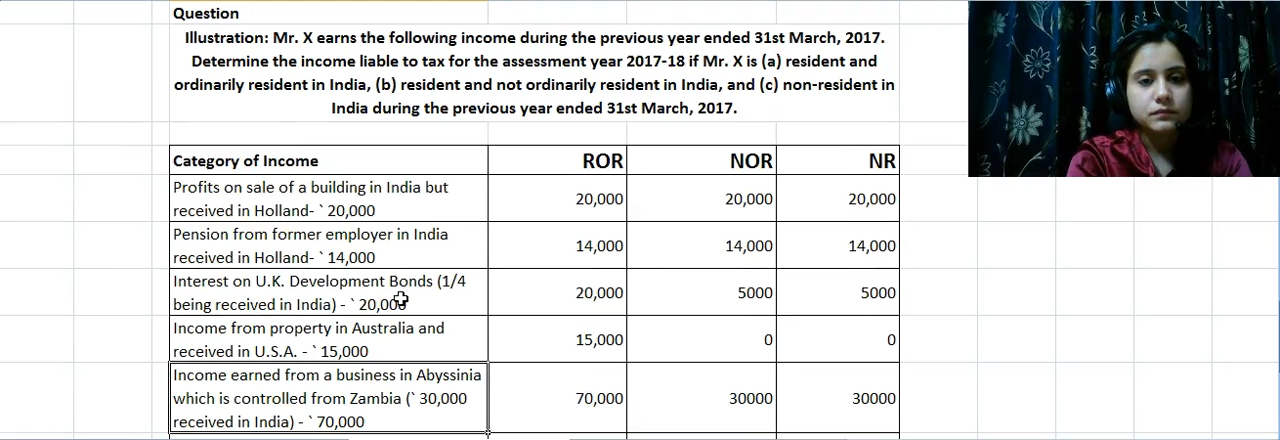 Question
Illustration: Mr. X earns the following income during the previous year ended 31st March, 2017.
Determine the income liable to tax for the assessment year 2017-18 if Mr. X is (a) resident and
ordinarily resident in India, (b) resident and not ordinarily resident in India, and (c) non-resident in
India during the previous year ended 31st March, 2017.
Category of Income ROR NOR NR
Profits on sale of a building in India but
received in Holland- ` 20,000
20,000 20,000 20,000
Pension from former employer in India
received in Holland- ` 14,000
14,000 14,000 14,000
Interest on U.K. Development Bonds (1/4
being received in India) - ` 20,000
20,000 5000 5000
Income from property in Australia and
received in U.S.A. - ` 15,000
15,000 0 0
Income earned from a business in Abyssinia
which is controlled from Zambia (` 30,000
received in India) - ` 70,000
70,000 30000 30000